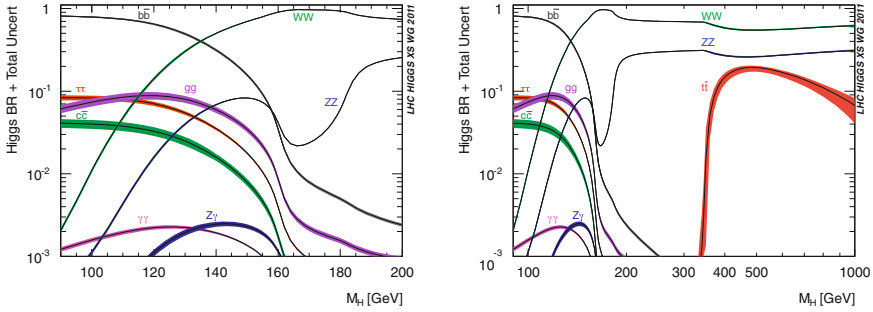 Higgs BR + Total Uncert
1
10⁻¹
10⁻²
10⁻³
bb̄
WW
ττ
gg
cc̄
ZZ
γγ
Zγ
100 120 140 160 180 200
M_H [GeV]
LHC HIGGS XS WG 2011
Higgs BR + Total Uncert
1
10⁻¹
10⁻²
10⁻³
bb̄
WW
ZZ
ττ
gg
tt̄
cc̄
γγ
Zγ
100 200 300 400 500 1000
M_H [GeV]
LHC HIGGS XS WG 2011